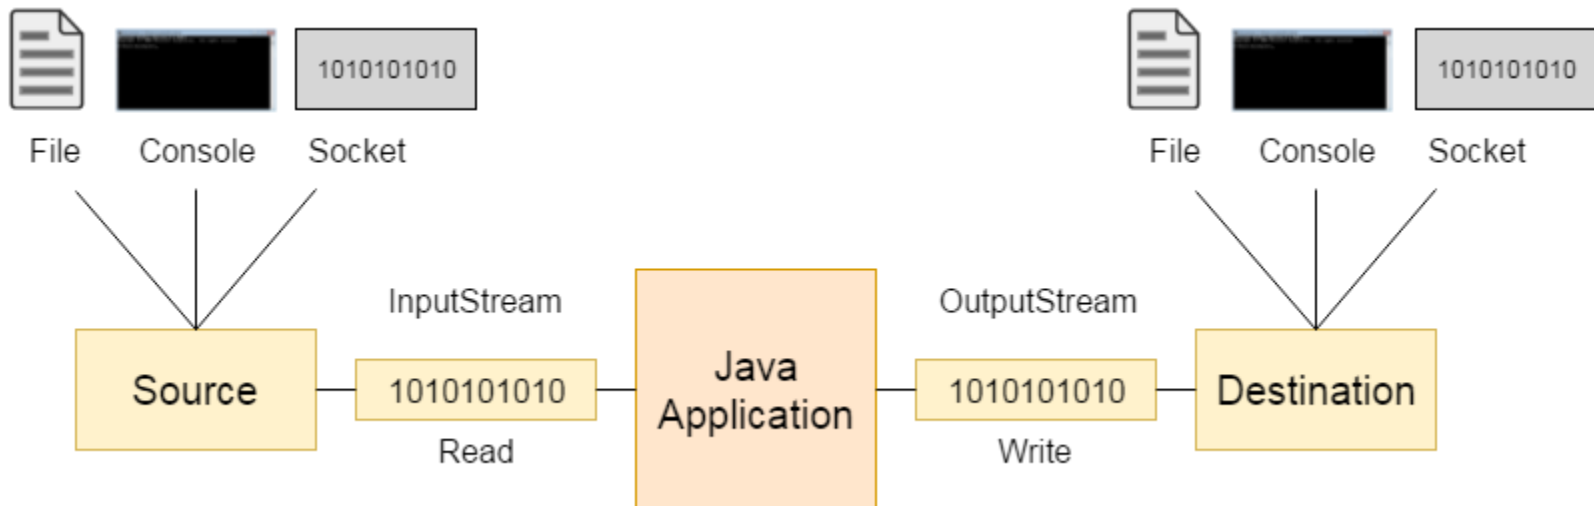 1010101010
1010101010
File Console Socket
File Console Socket
InputStream
OutputStream
Source
1010101010
Java
Application
1010101010
Destination
Read
Write